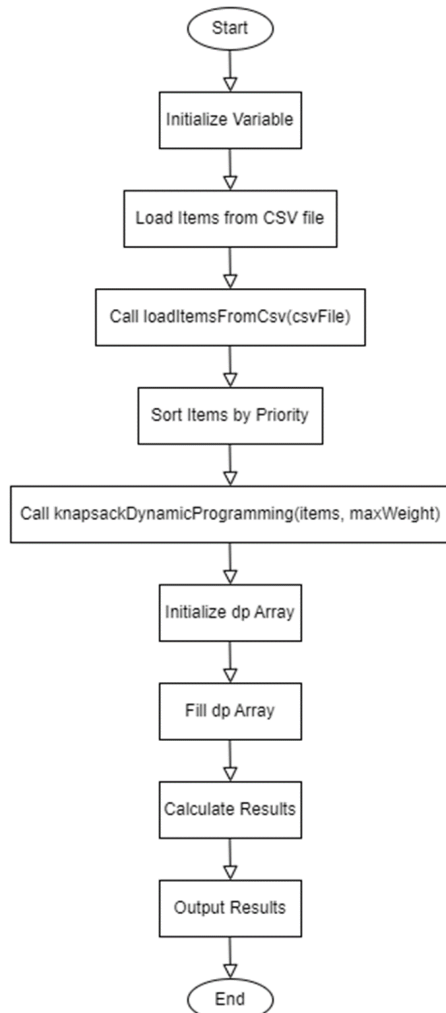 Start
Initialize Variable
Load Items from CSV file
Call loadItemsFromCsv(csvFile)
Sort Items by Priority
Call knapsackDynamicProgramming(items, maxWeight)
Initialize dp Array
Fill dp Array
Calculate Results
Output Results
End